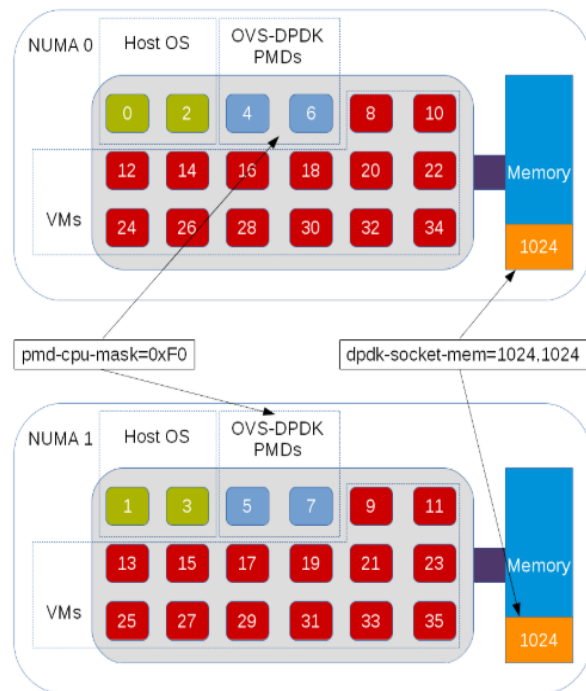 NUMA 0
Host OS
OVS-DPDK
PMDs
0 2 4 6 8 10
12 14 16 18 20 22
24 26 28 30 32 34
VMs
Memory
1024
pmd-cpu-mask=0xF0
dpdk-socket-mem=1024,1024
NUMA 1
Host OS
OVS-DPDK
PMDs
1 3 5 7 9 11
13 15 17 19 21 23
25 27 29 31 33 35
VMs
Memory
1024